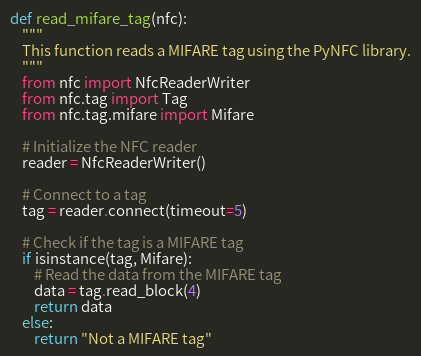 def read_mifare_tag(nfc):
"""
This function reads a MIFARE tag using the PyNFC library.
"""
from nfc import NfcReaderWriter
from nfc.tag import Tag
from nfc.tag.mifare import Mifare
# Initialize the NFC reader
reader = NfcReaderWriter()
# Connect to a tag
tag = reader.connect(timeout=5)
# Check if the tag is a MIFARE tag
if isinstance(tag, Mifare):
# Read the data from the MIFARE tag
data = tag.read_block(4)
return data
else:
return "Not a MIFARE tag"